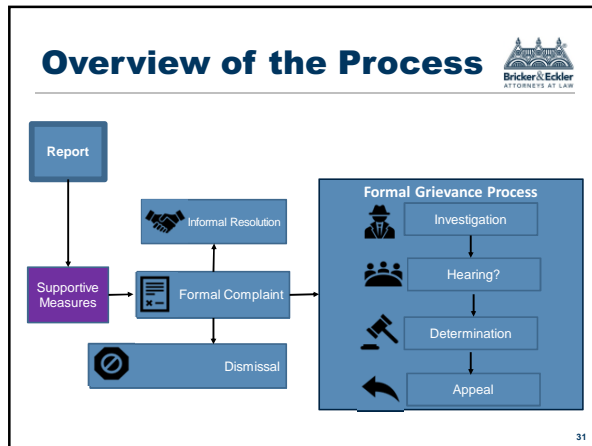 Overview of the Process
Bricker&Eckler
ATTORNEYS AT LAW
Report
Supportive
Measures
Informal Resolution
Formal Complaint
Dismissal
Formal Grievance Process
Investigation
Hearing?
Determination
Appeal
31